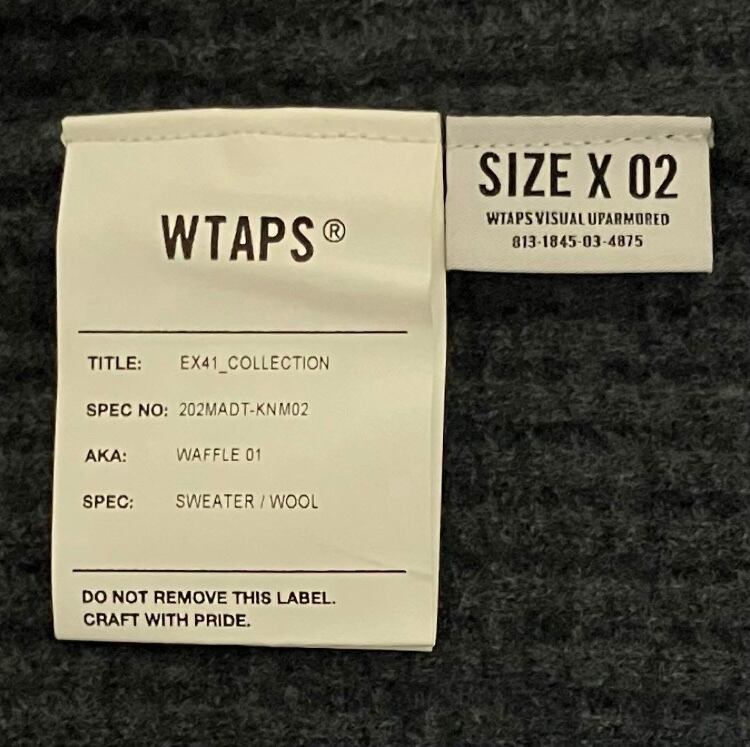 WTAPS®
TITLE: EX41_COLLECTION
SPEC NO: 202MADT-KNM02
AKA: WAFFLE 01
SPEC: SWEATER / WOOL
DO NOT REMOVE THIS LABEL.
CRAFT WITH PRIDE.
SIZE X 02
WTAPS VISUAL UPARMORED
813-1845-03-4875